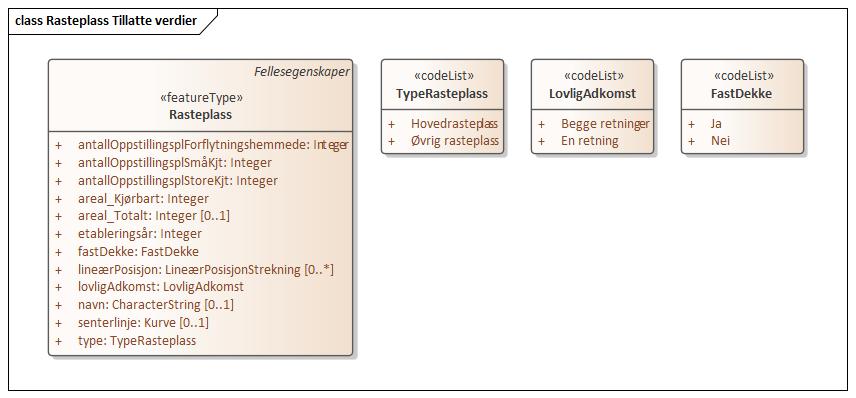 class Rasteplass Tillatte verdier
Fellesegenskaper
«featureType»
Rasteplass
+ antallOppstillingsplForflytningshemmede: Integer
+ antallOppstillingsplSmåKjt: Integer
+ antallOppstillingsplStoreKjt: Integer
+ areal_Kjørbart: Integer
+ areal_Totalt: Integer [0..1]
+ etableringsår: Integer
+ fastDekke: FastDekke
+ lineærPosisjon: LineærPosisjonStrekning [0..*]
+ lovligAdkomst: LovligAdkomst
+ navn: CharacterString [0..1]
+ senterlinje: Kurve [0..1]
+ type: TypeRasteplass
«codeList»
TypeRasteplass
+ Hovedrasteplass
+ Øvrig rasteplass
«codeList»
LovligAdkomst
+ Begge retninger
+ En retning
«codeList»
FastDekke
+ Ja
+ Nei